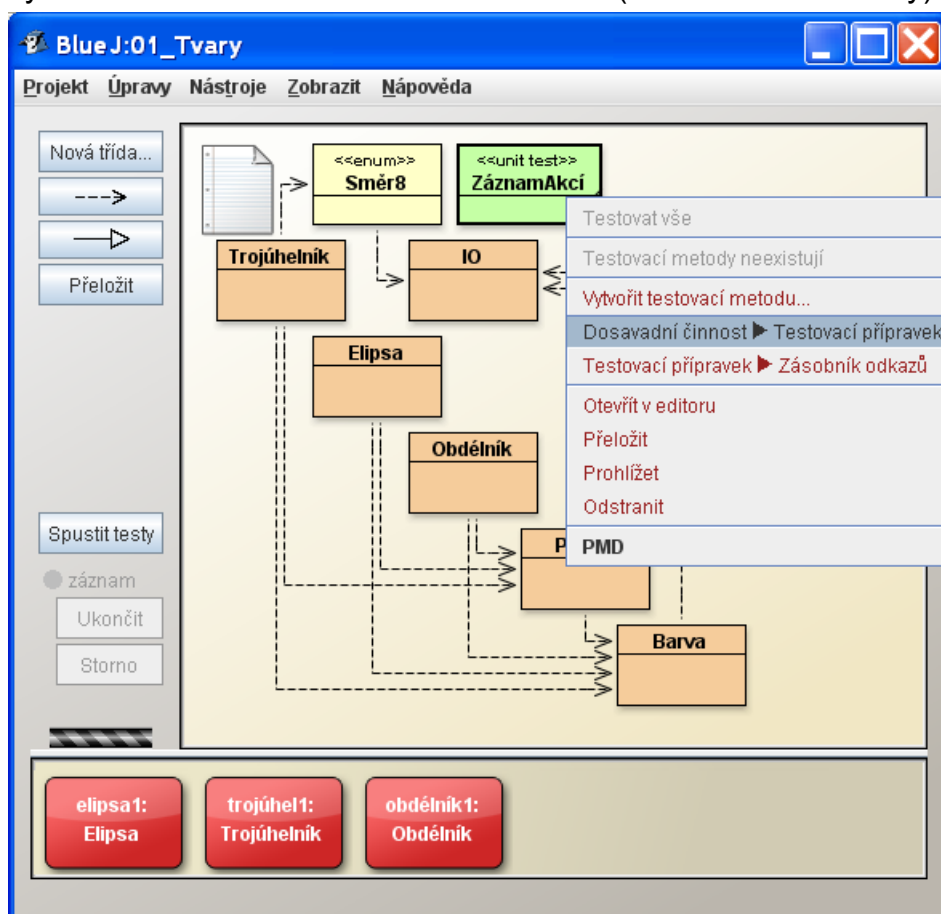 BlueJ:01_Tvary
Projekt Úpravy Nástroje Zobrazit Nápověda
Nová třída...
Přeložit
<<enum>>
Směr8
<<unit test>>
ZáznamAkcí
Trojúhelník
IO
Elipsa
Obdélník
P
Barva
Testovat vše
Testovací metody neexistují
Vytvořit testovací metodu...
Dosavadní činnost ▶ Testovací přípravek
Testovací přípravek ▶ Zásobník odkazů
Otevřít v editoru
Přeložit
Prohlížet
Odstranit
PMD
Spustit testy
záznam
Ukončit
Storno
elipsa1:
Elipsa
trojúhel1:
Trojúhelník
obdélník1:
Obdélník